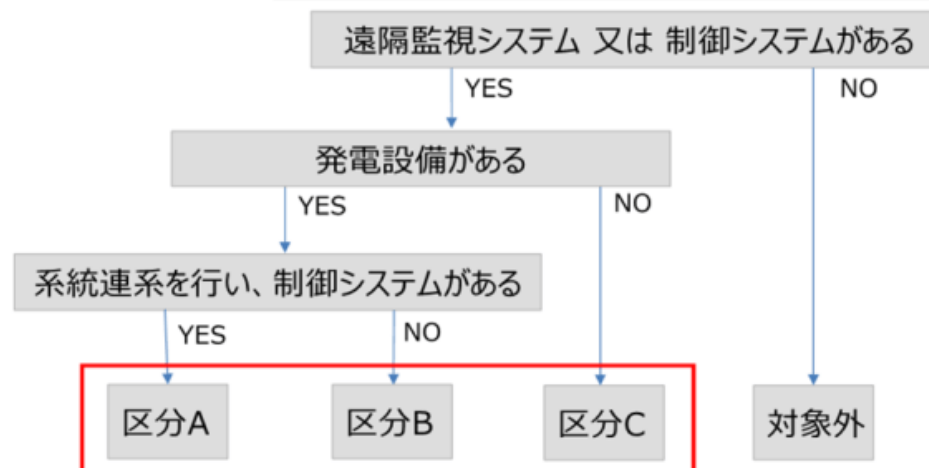 遠隔監視システム 又は 制御システムがある
YES
NO
発電設備がある
YES
NO
系統連系を行い、制御システムがある
YES
NO
区分A
区分B
区分C
対象外